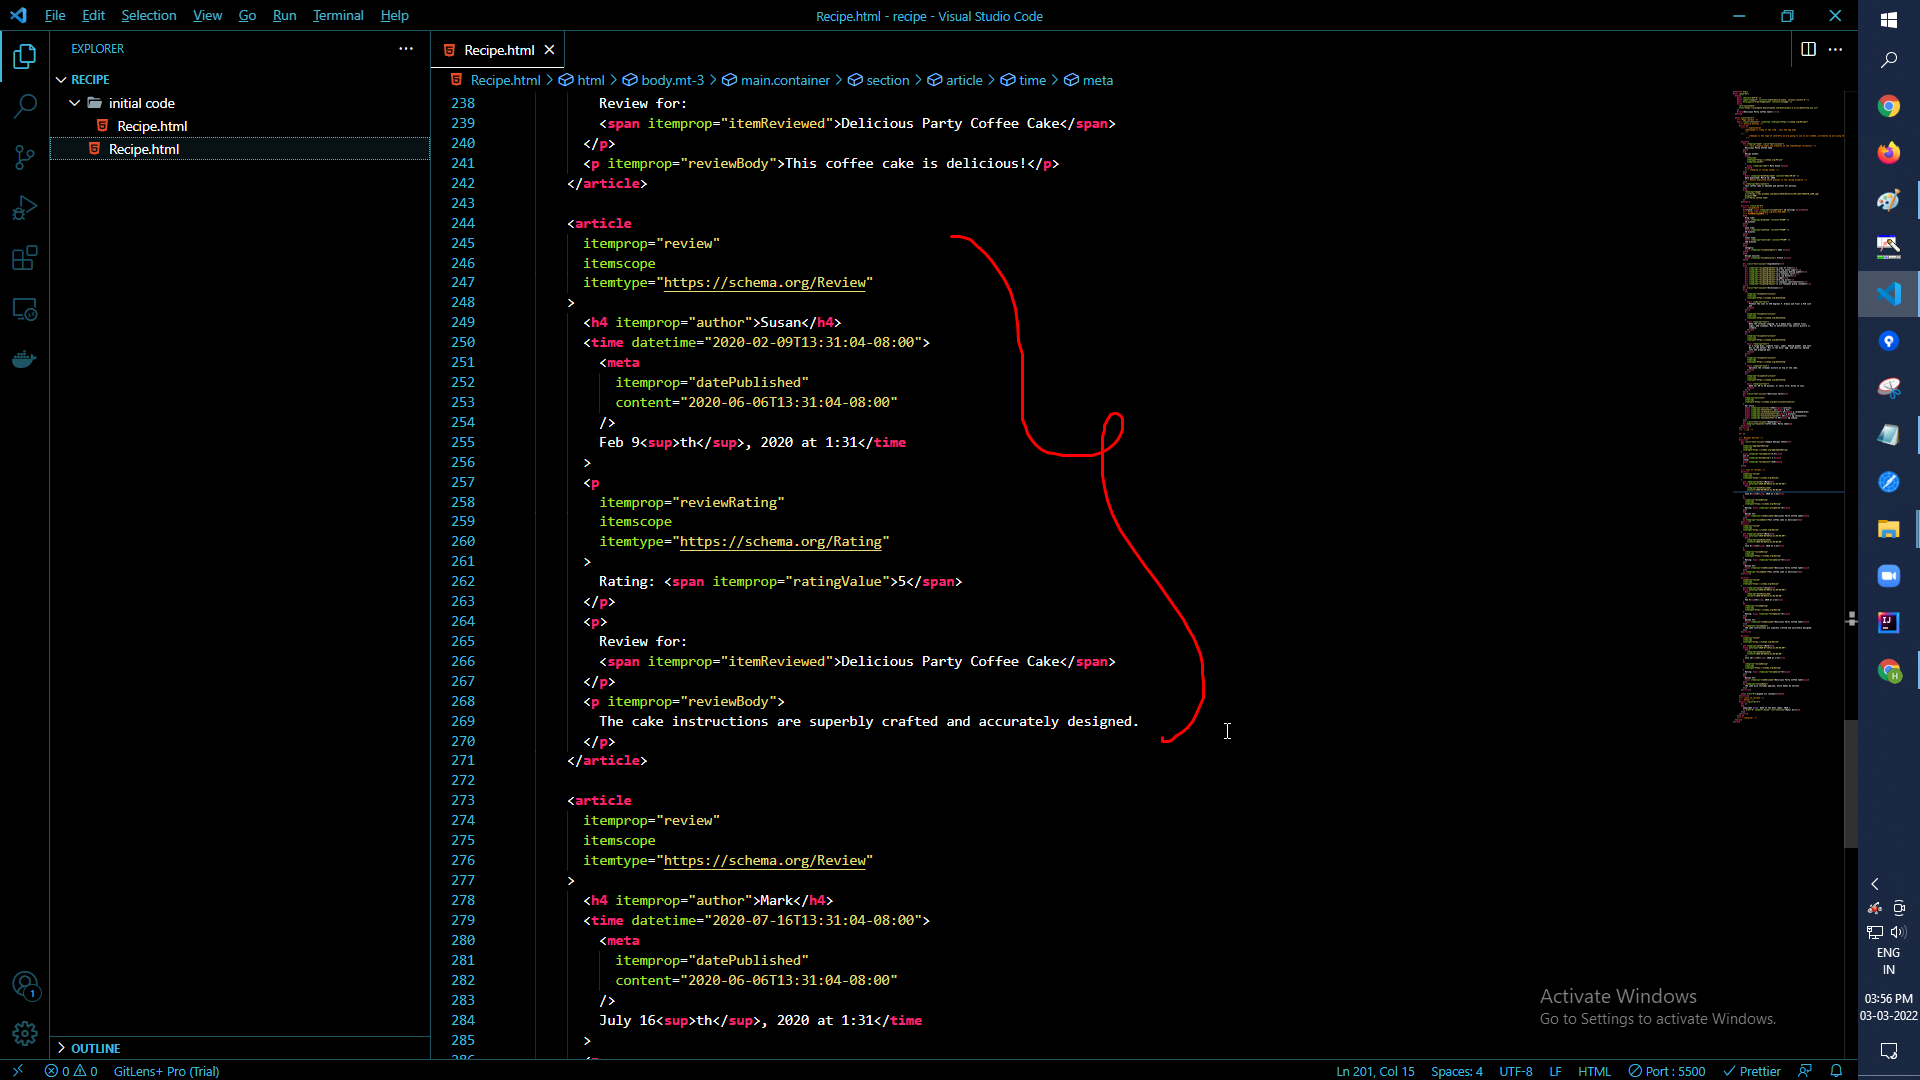 File Edit Selection View Go Run Terminal Help
Recipe.html - recipe - Visual Studio Code
EXPLORER
RECIPE
initial code
Recipe.html
Recipe.html
OUTLINE
Recipe.html
Recipe.html > html > body.mt-3 > main.container > section > article > time > meta
238 Review for:
239 <span itemprop="itemReviewed">Delicious Party Coffee Cake</span>
240 </p>
241 <p itemprop="reviewBody">This coffee cake is delicious!</p>
242 </article>
243
244 <article
245 itemprop="review"
246 itemscope
247 itemtype="https://schema.org/Review"
248 >
249 <h4 itemprop="author">Susan</h4>
250 <time datetime="2020-02-09T13:31:04-08:00">
251 <meta
252 itemprop="datePublished"
253 content="2020-06-06T13:31:04-08:00"
254 />
255 Feb 9<sup>th</sup>, 2020 at 1:31</time
256 >
257 <p
258 itemprop="reviewRating"
259 itemscope
260 itemtype="https://schema.org/Rating"
261 >
262 Rating: <span itemprop="ratingValue">5</span>
263 </p>
264 <p>
265 Review for:
266 <span itemprop="itemReviewed">Delicious Party Coffee Cake</span>
267 </p>
268 <p itemprop="reviewBody">
269 The cake instructions are superbly crafted and accurately designed.
270 </p>
271 </article>
272
273 <article
274 itemprop="review"
275 itemscope
276 itemtype="https://schema.org/Review"
277 >
278 <h4 itemprop="author">Mark</h4>
279 <time datetime="2020-07-16T13:31:04-08:00">
280 <meta
281 itemprop="datePublished"
282 content="2020-06-06T13:31:04-08:00"
283 />
284 July 16<sup>th</sup>, 2020 at 1:31</time
285 >
Activate Windows
Go to Settings to activate Windows.
0 0 GitLens+ Pro (Trial)
Ln 201, Col 15 Spaces: 4 UTF-8 LF HTML Port : 5500 Prettier
1
IJ
H
ENG
IN
03:56 PM
03-03-2022